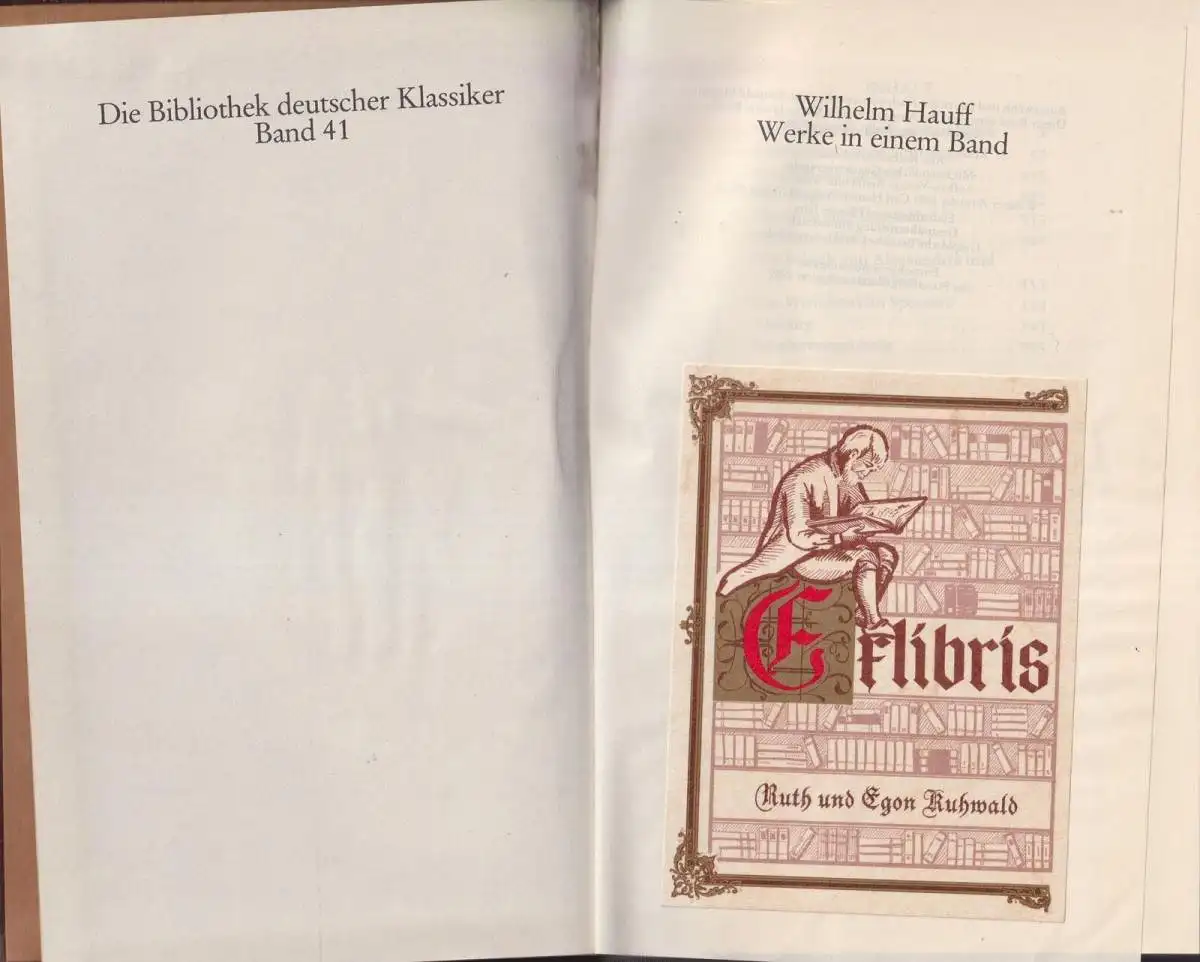 Die Bibliothek deutscher Klassiker
Band 41
Wilhelm Hauff
Werke in einem Band
Exlibris
Ruth und Egon Kuhwald